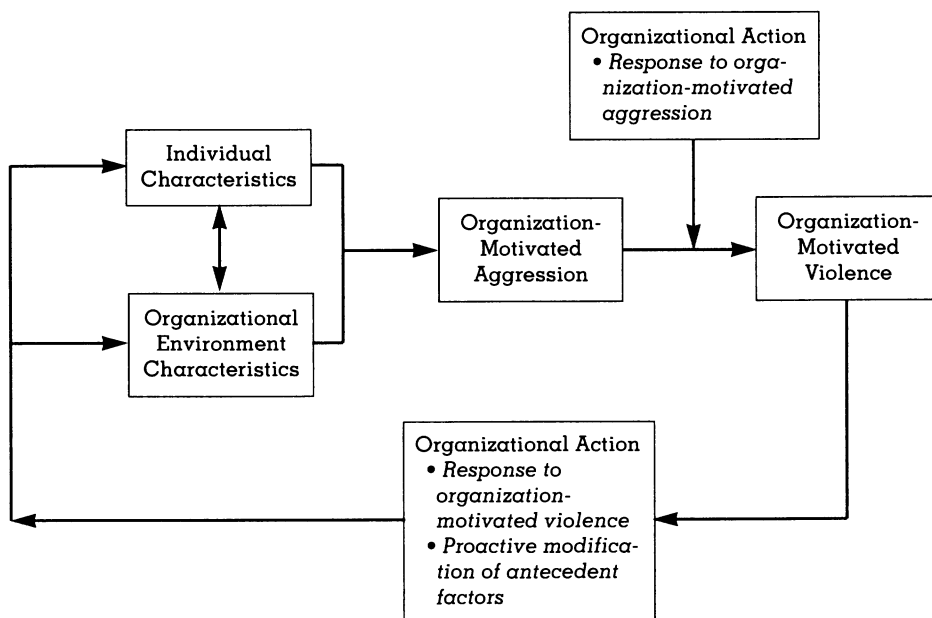 Organizational Action
• Response to orga-
nization-motivated
aggression
Individual
Characteristics
Organization-
Motivated
Aggression
Organization-
Motivated
Violence
Organizational
Environment
Characteristics
Organizational Action
• Response to
organization-
motivated violence
• Proactive modifica-
tion of antecedent
factors